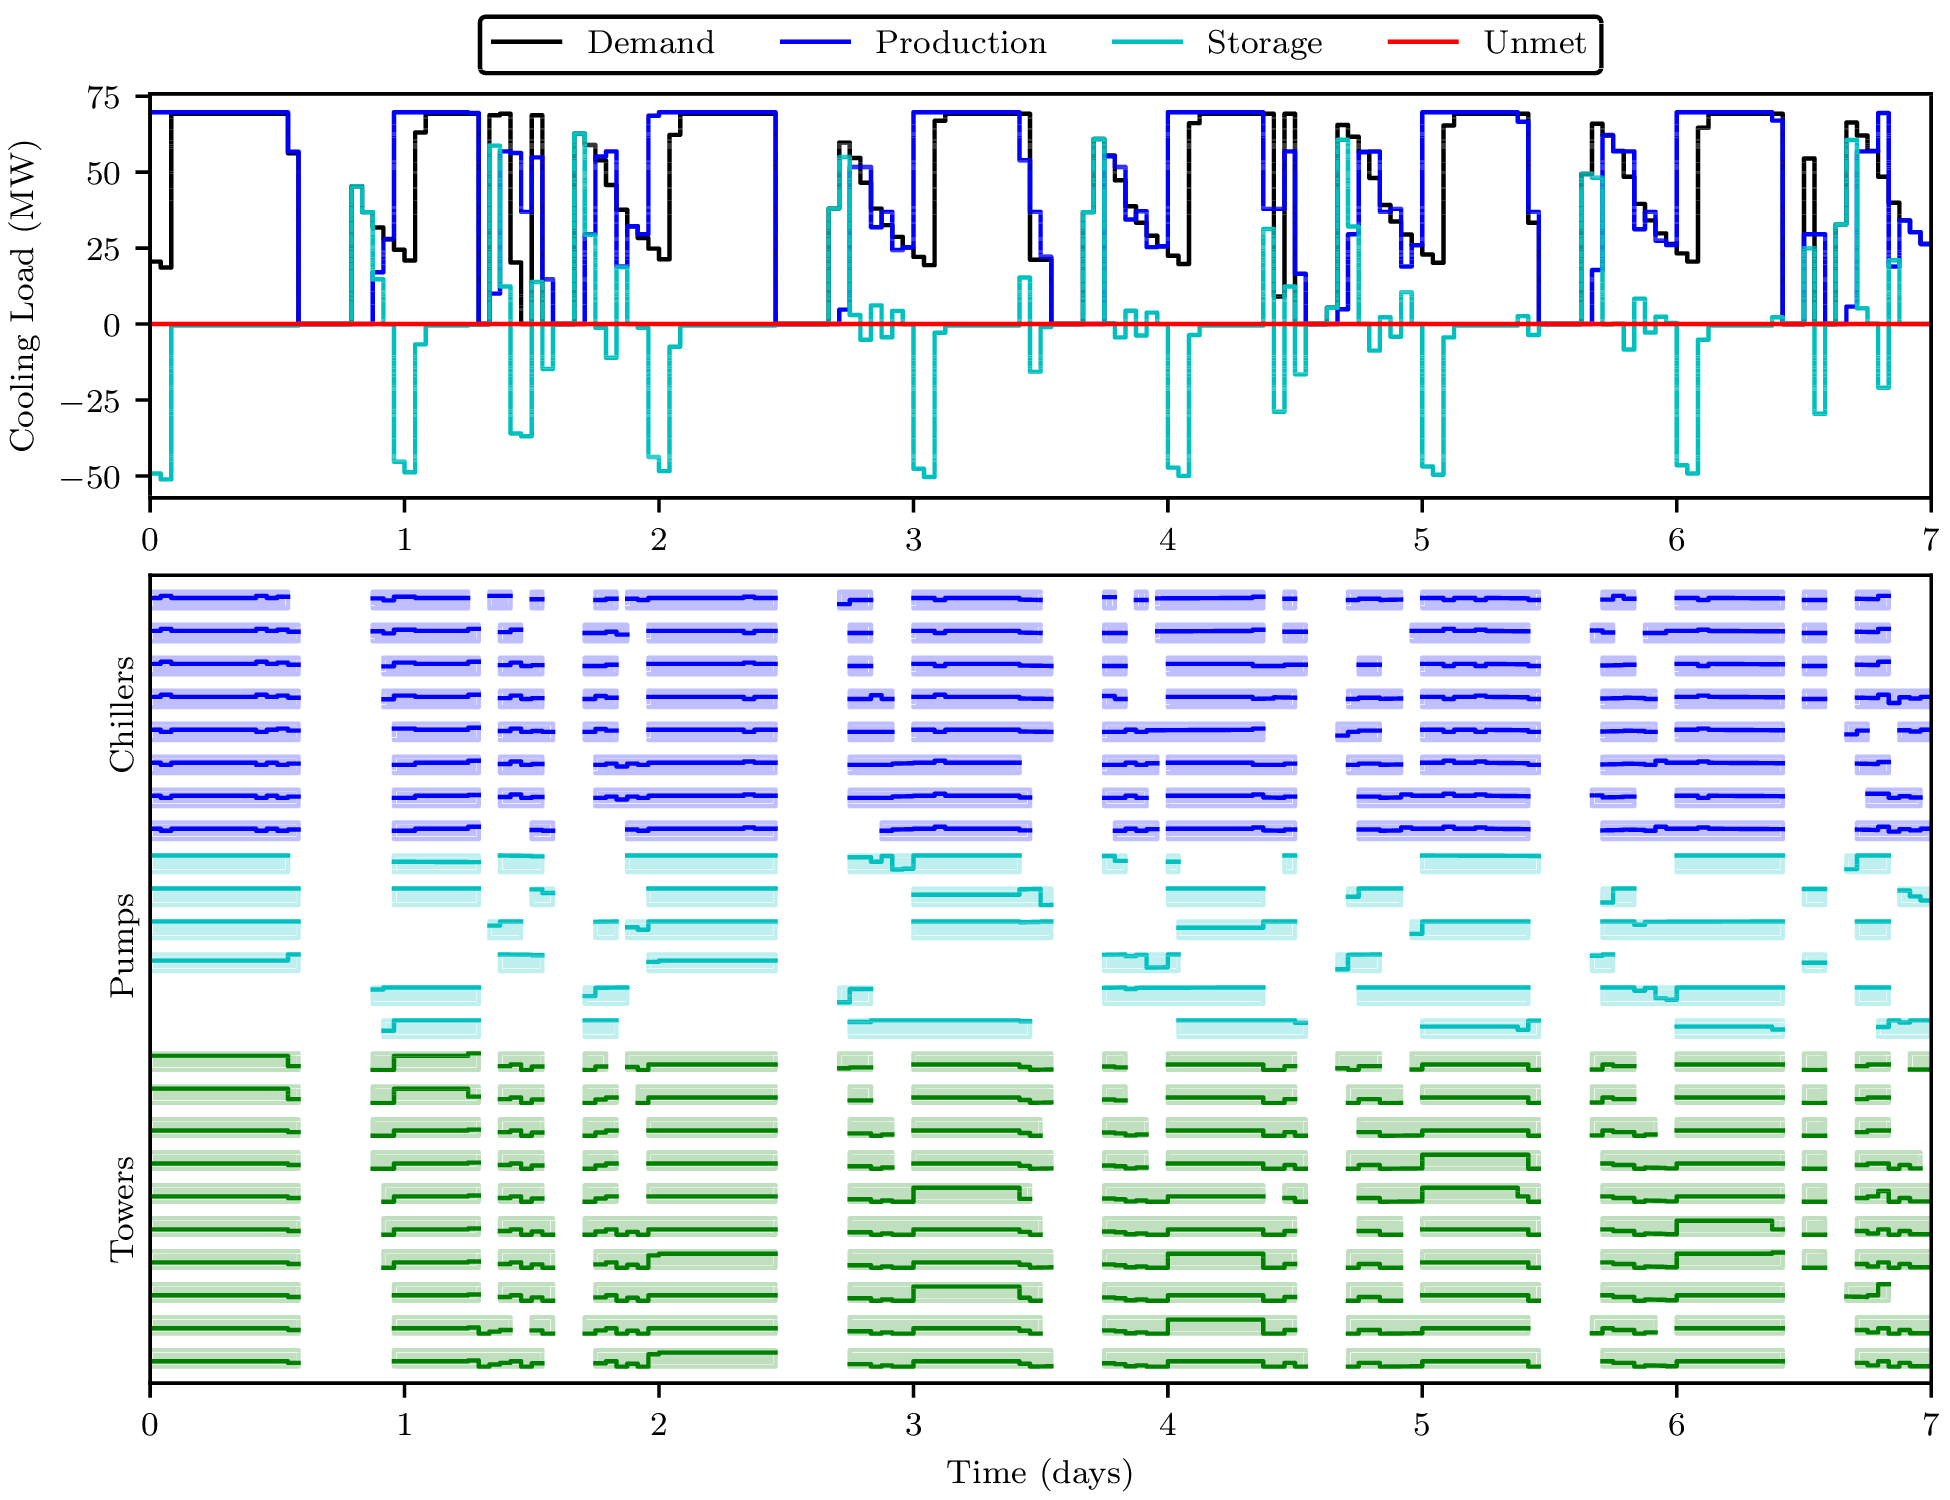 Demand Production Storage Unmet
75
50
25
0
−25
−50
Cooling Load (MW)
0 1 2 3 4 5 6 7
Chillers
Pumps
Towers
0 1 2 3 4 5 6 7
Time (days)